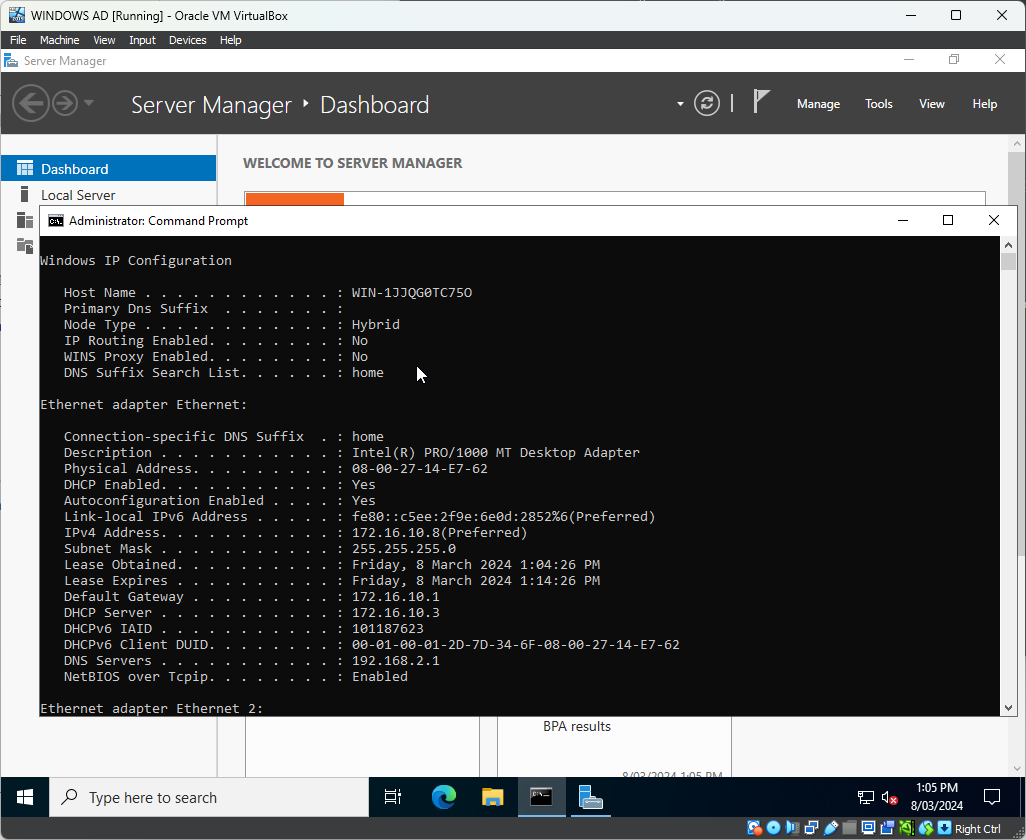 WINDOWS AD [Running] - Oracle VM VirtualBox
File Machine View Input Devices Help
Server Manager
Server Manager Dashboard
Manage Tools View Help
WELCOME TO SERVER MANAGER
Dashboard
Local Server
Administrator: Command Prompt
Windows IP Configuration
Host Name . . . . . . . . . . . . : WIN-1JJQG0TC75O
Primary Dns Suffix . . . . . . . :
Node Type . . . . . . . . . . . . : Hybrid
IP Routing Enabled. . . . . . . . : No
WINS Proxy Enabled. . . . . . . . : No
DNS Suffix Search List. . . . . . : home
Ethernet adapter Ethernet:
Connection-specific DNS Suffix . : home
Description . . . . . . . . . . . : Intel(R) PRO/1000 MT Desktop Adapter
Physical Address. . . . . . . . . : 08-00-27-14-E7-62
DHCP Enabled. . . . . . . . . . . : Yes
Autoconfiguration Enabled . . . . : Yes
Link-local IPv6 Address . . . . . : fe80::c5ee:2f9e:6e0d:2852%6(Preferred)
IPv4 Address. . . . . . . . . . . : 172.16.10.8(Preferred)
Subnet Mask . . . . . . . . . . . : 255.255.255.0
Lease Obtained. . . . . . . . . . : Friday, 8 March 2024 1:04:26 PM
Lease Expires . . . . . . . . . . : Friday, 8 March 2024 1:14:26 PM
Default Gateway . . . . . . . . . : 172.16.10.1
DHCP Server . . . . . . . . . . . : 172.16.10.3
DHCPv6 IAID . . . . . . . . . . . : 101187623
DHCPv6 Client DUID. . . . . . . . : 00-01-00-01-2D-7D-34-6F-08-00-27-14-E7-62
DNS Servers . . . . . . . . . . . : 192.168.2.1
NetBIOS over Tcpip. . . . . . . . : Enabled
Ethernet adapter Ethernet 2:
BPA results
8/03/2024 1:05 PM
Type here to search
1:05 PM
8/03/2024
Right Ctrl